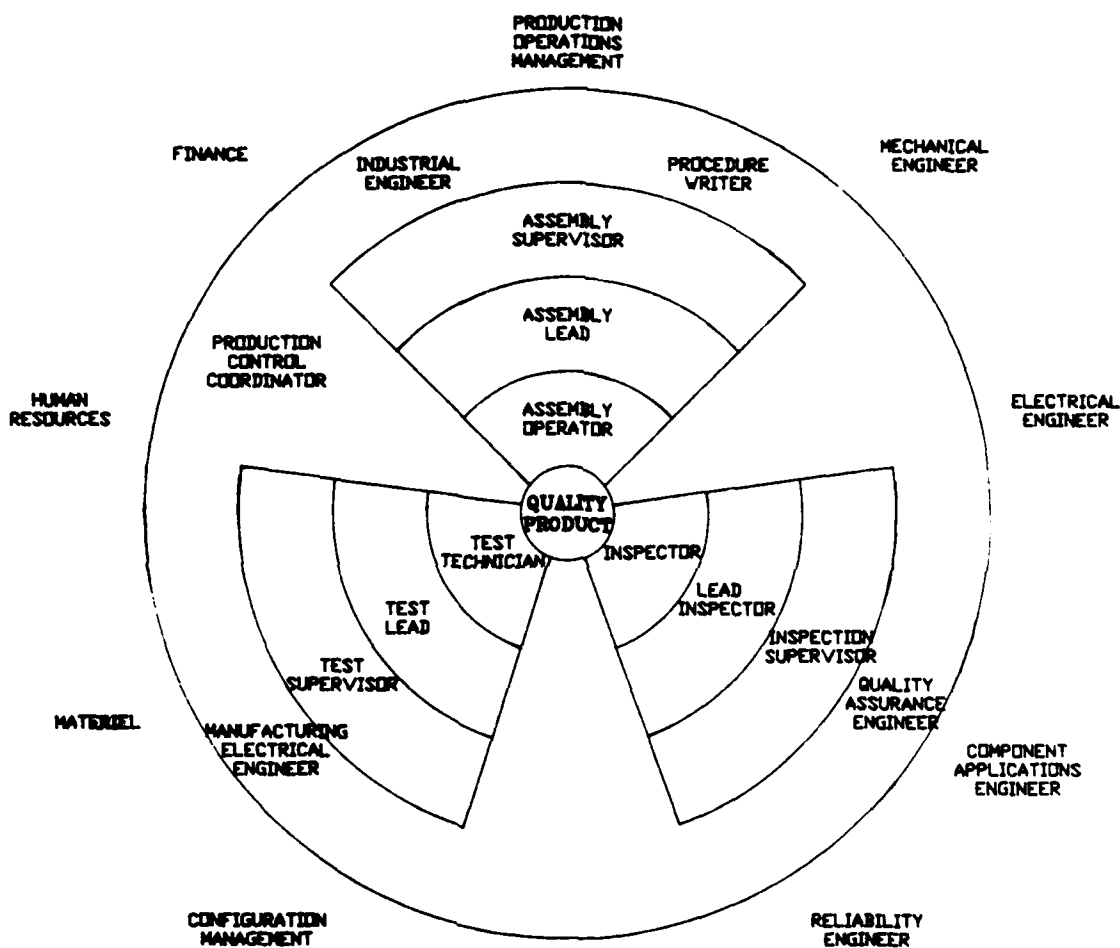 PRODUCTION
OPERATIONS
MANAGEMENT
FINANCE
MECHANICAL
ENGINEER
INDUSTRIAL
ENGINEER
PROCEDURE
WRITER
ASSEMBLY
SUPERVISOR
ASSEMBLY
LEAD
PRODUCTION
CONTROL
COORDINATOR
HUMAN
RESOURCES
ELECTRICAL
ENGINEER
ASSEMBLY
OPERATOR
QUALITY
PRODUCT
TEST
TECHNICIAN
INSPECTOR
TEST
LEAD
LEAD
INSPECTOR
TEST
SUPERVISOR
INSPECTION
SUPERVISOR
QUALITY
ASSURANCE
ENGINEER
MATERIEL
MANUFACTURING
ELECTRICAL
ENGINEER
COMPONENT
APPLICATIONS
ENGINEER
CONFIGURATION
MANAGEMENT
RELIABILITY
ENGINEER